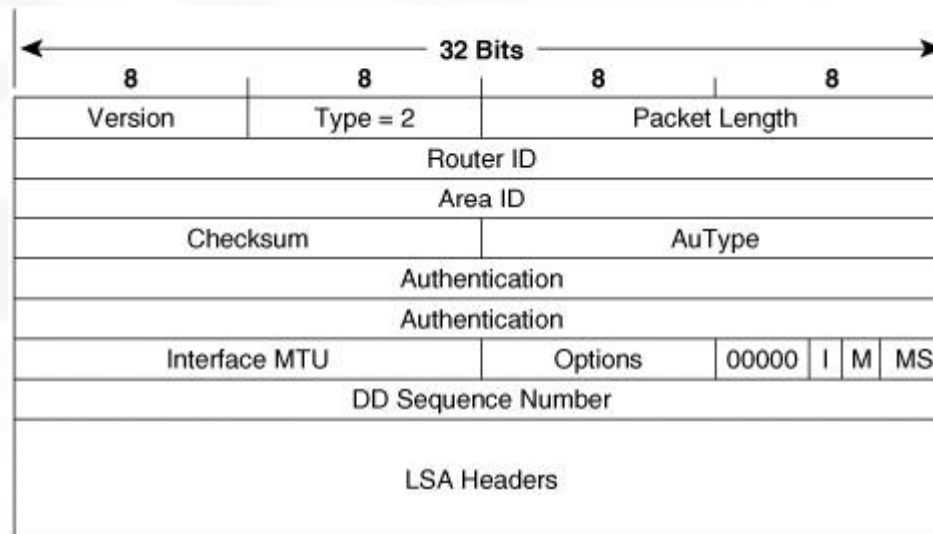 32 Bits
8 8 8 8
Version Type = 2 Packet Length
Router ID
Area ID
Checksum AuType
Authentication
Authentication
Interface MTU Options 00000 I M MS
DD Sequence Number
LSA Headers